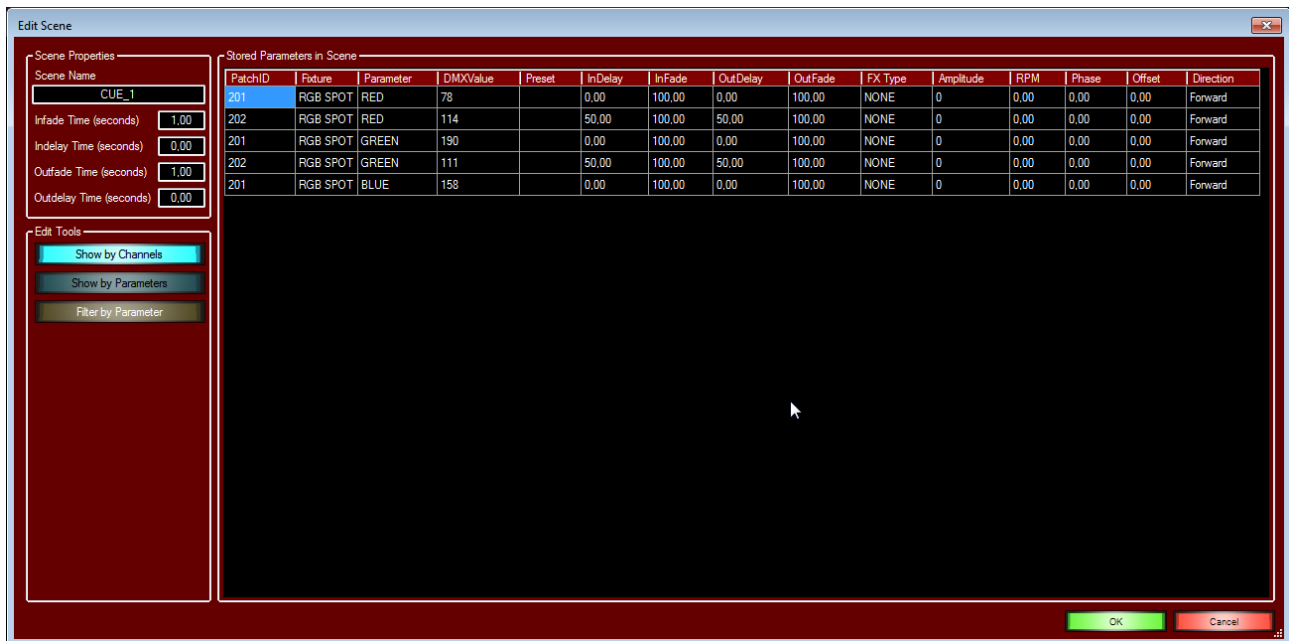 Edit Scene
Scene Properties
Scene Name
CUE_1
Infade Time (seconds) 1,00
Indelay Time (seconds) 0,00
Outfade Time (seconds) 1,00
Outdelay Time (seconds) 0,00
Edit Tools
Show by Channels
Show by Parameters
Filter by Parameter
Stored Parameters in Scene
PatchID Fixture Parameter DMXValue Preset InDelay InFade OutDelay OutFade FX Type Amplitude RPM Phase Offset Direction
201 RGB SPOT RED 78 0,00 100,00 0,00 100,00 NONE 0 0,00 0,00 0,00 Forward
202 RGB SPOT RED 114 50,00 100,00 50,00 100,00 NONE 0 0,00 0,00 0,00 Forward
201 RGB SPOT GREEN 190 0,00 100,00 0,00 100,00 NONE 0 0,00 0,00 0,00 Forward
202 RGB SPOT GREEN 111 50,00 100,00 50,00 100,00 NONE 0 0,00 0,00 0,00 Forward
201 RGB SPOT BLUE 158 0,00 100,00 0,00 100,00 NONE 0 0,00 0,00 0,00 Forward
OK Cancel